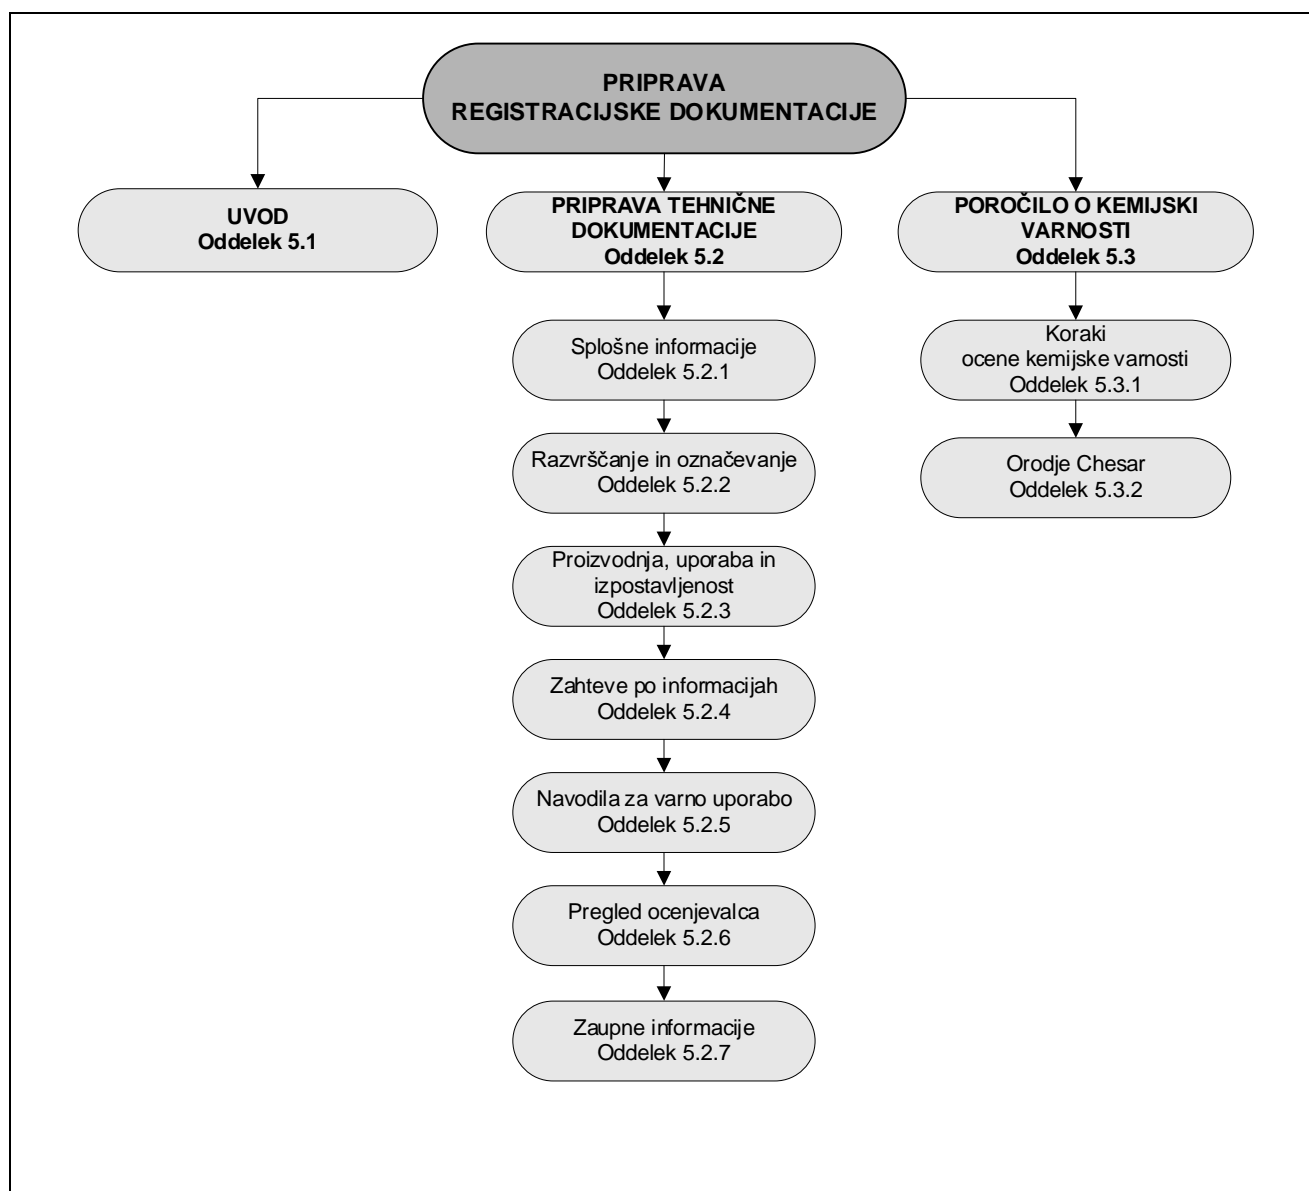 PRIPRAVA
REGISTRACIJSKE DOKUMENTACIJE
UVOD
Oddelek 5.1
PRIPRAVA TEHNIČNE
DOKUMENTACIJE
Oddelek 5.2
Splošne informacije
Oddelek 5.2.1
Razvrščanje in označevanje
Oddelek 5.2.2
Proizvodnja, uporaba in
izpostavljenost
Oddelek 5.2.3
Zahteve po informacijah
Oddelek 5.2.4
Navodila za varno uporabo
Oddelek 5.2.5
Pregled ocenjevalca
Oddelek 5.2.6
Zaupne informacije
Oddelek 5.2.7
POROČILO O KEMIJSKI
VARNOSTI
Oddelek 5.3
Koraki
ocene kemijske varnosti
Oddelek 5.3.1
Orodje Chesar
Oddelek 5.3.2